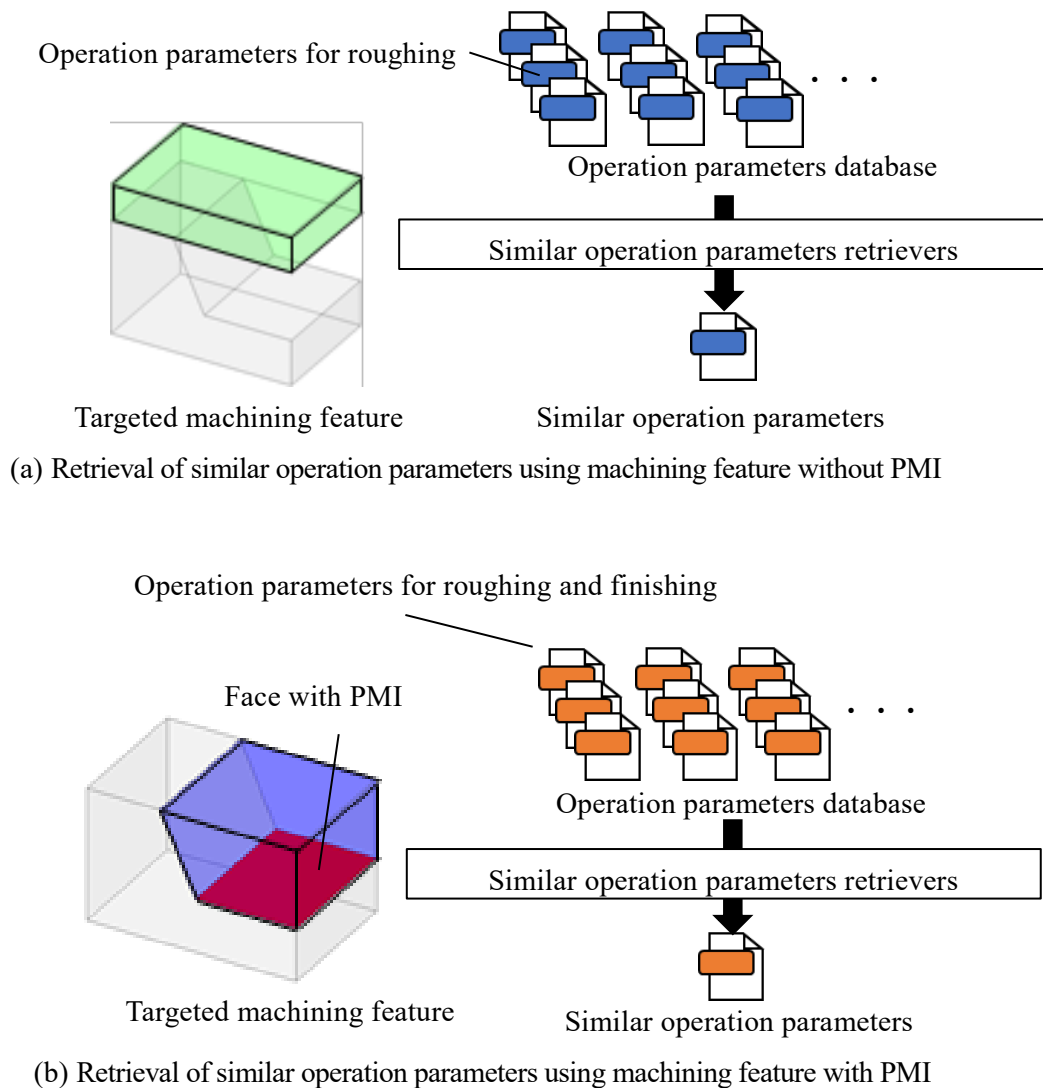 Operation parameters for roughing
. . .
Operation parameters database
Similar operation parameters retrievers
Targeted machining feature
Similar operation parameters
(a) Retrieval of similar operation parameters using machining feature without PMI
Operation parameters for roughing and finishing
Face with PMI
. . .
Operation parameters database
Similar operation parameters retrievers
Targeted machining feature
Similar operation parameters
(b) Retrieval of similar operation parameters using machining feature with PMI